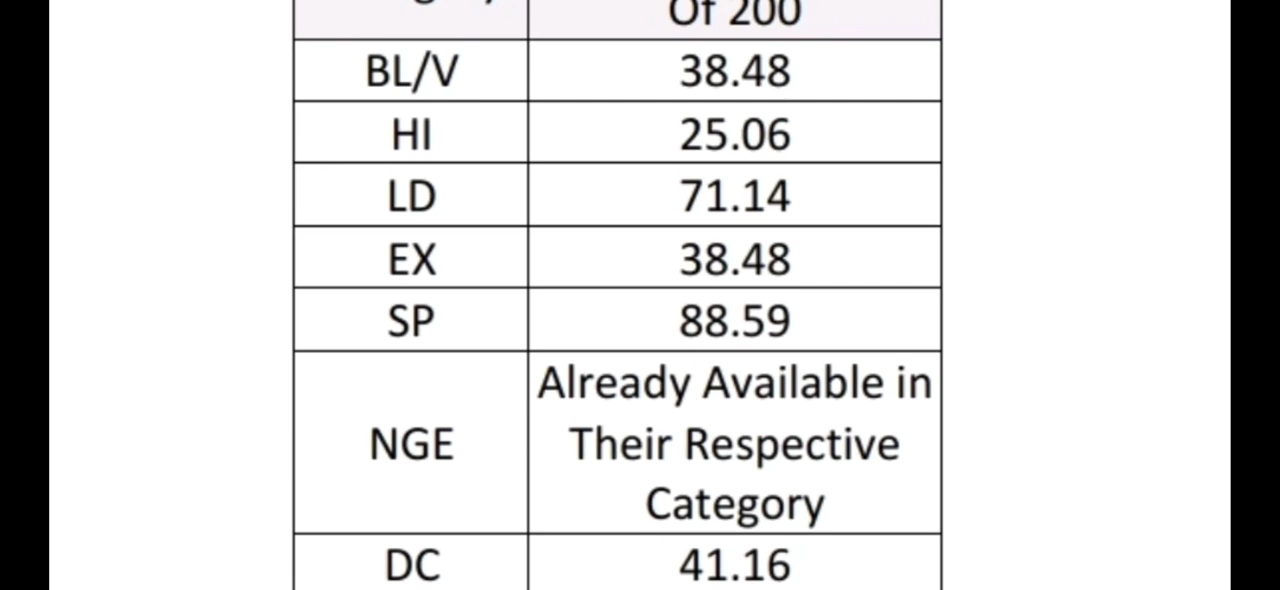 Of 200
BL/V 38.48
HI 25.06
LD 71.14
EX 38.48
SP 88.59
NGE Already Available in
Their Respective
Category
DC 41.16